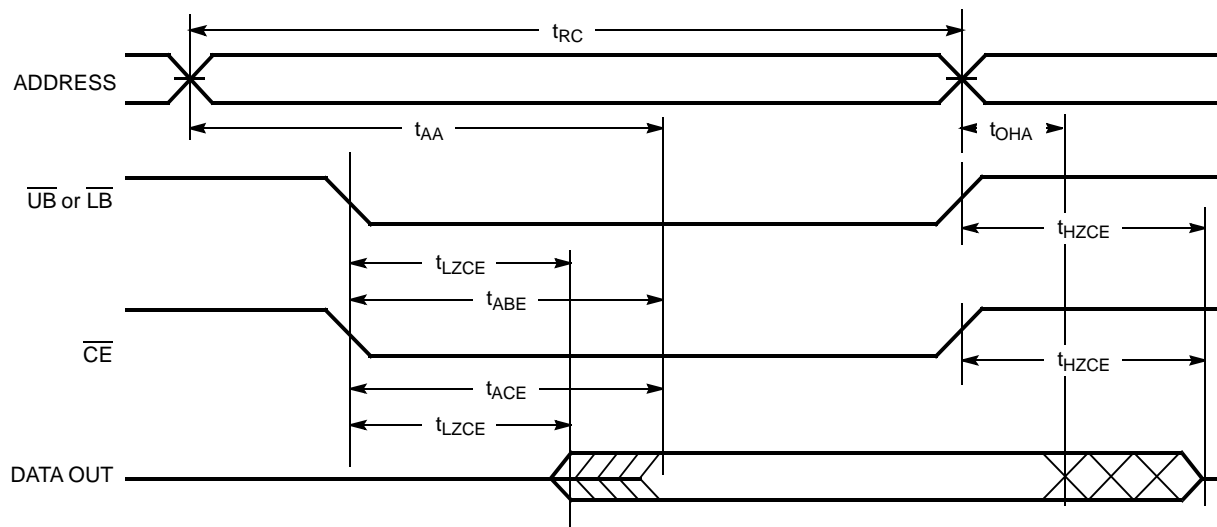 tRC
ADDRESS
tAA
tOHA
UB or LB
tHZCE
tLZCE
tABE
CE
tHZCE
tACE
tLZCE
DATA OUT